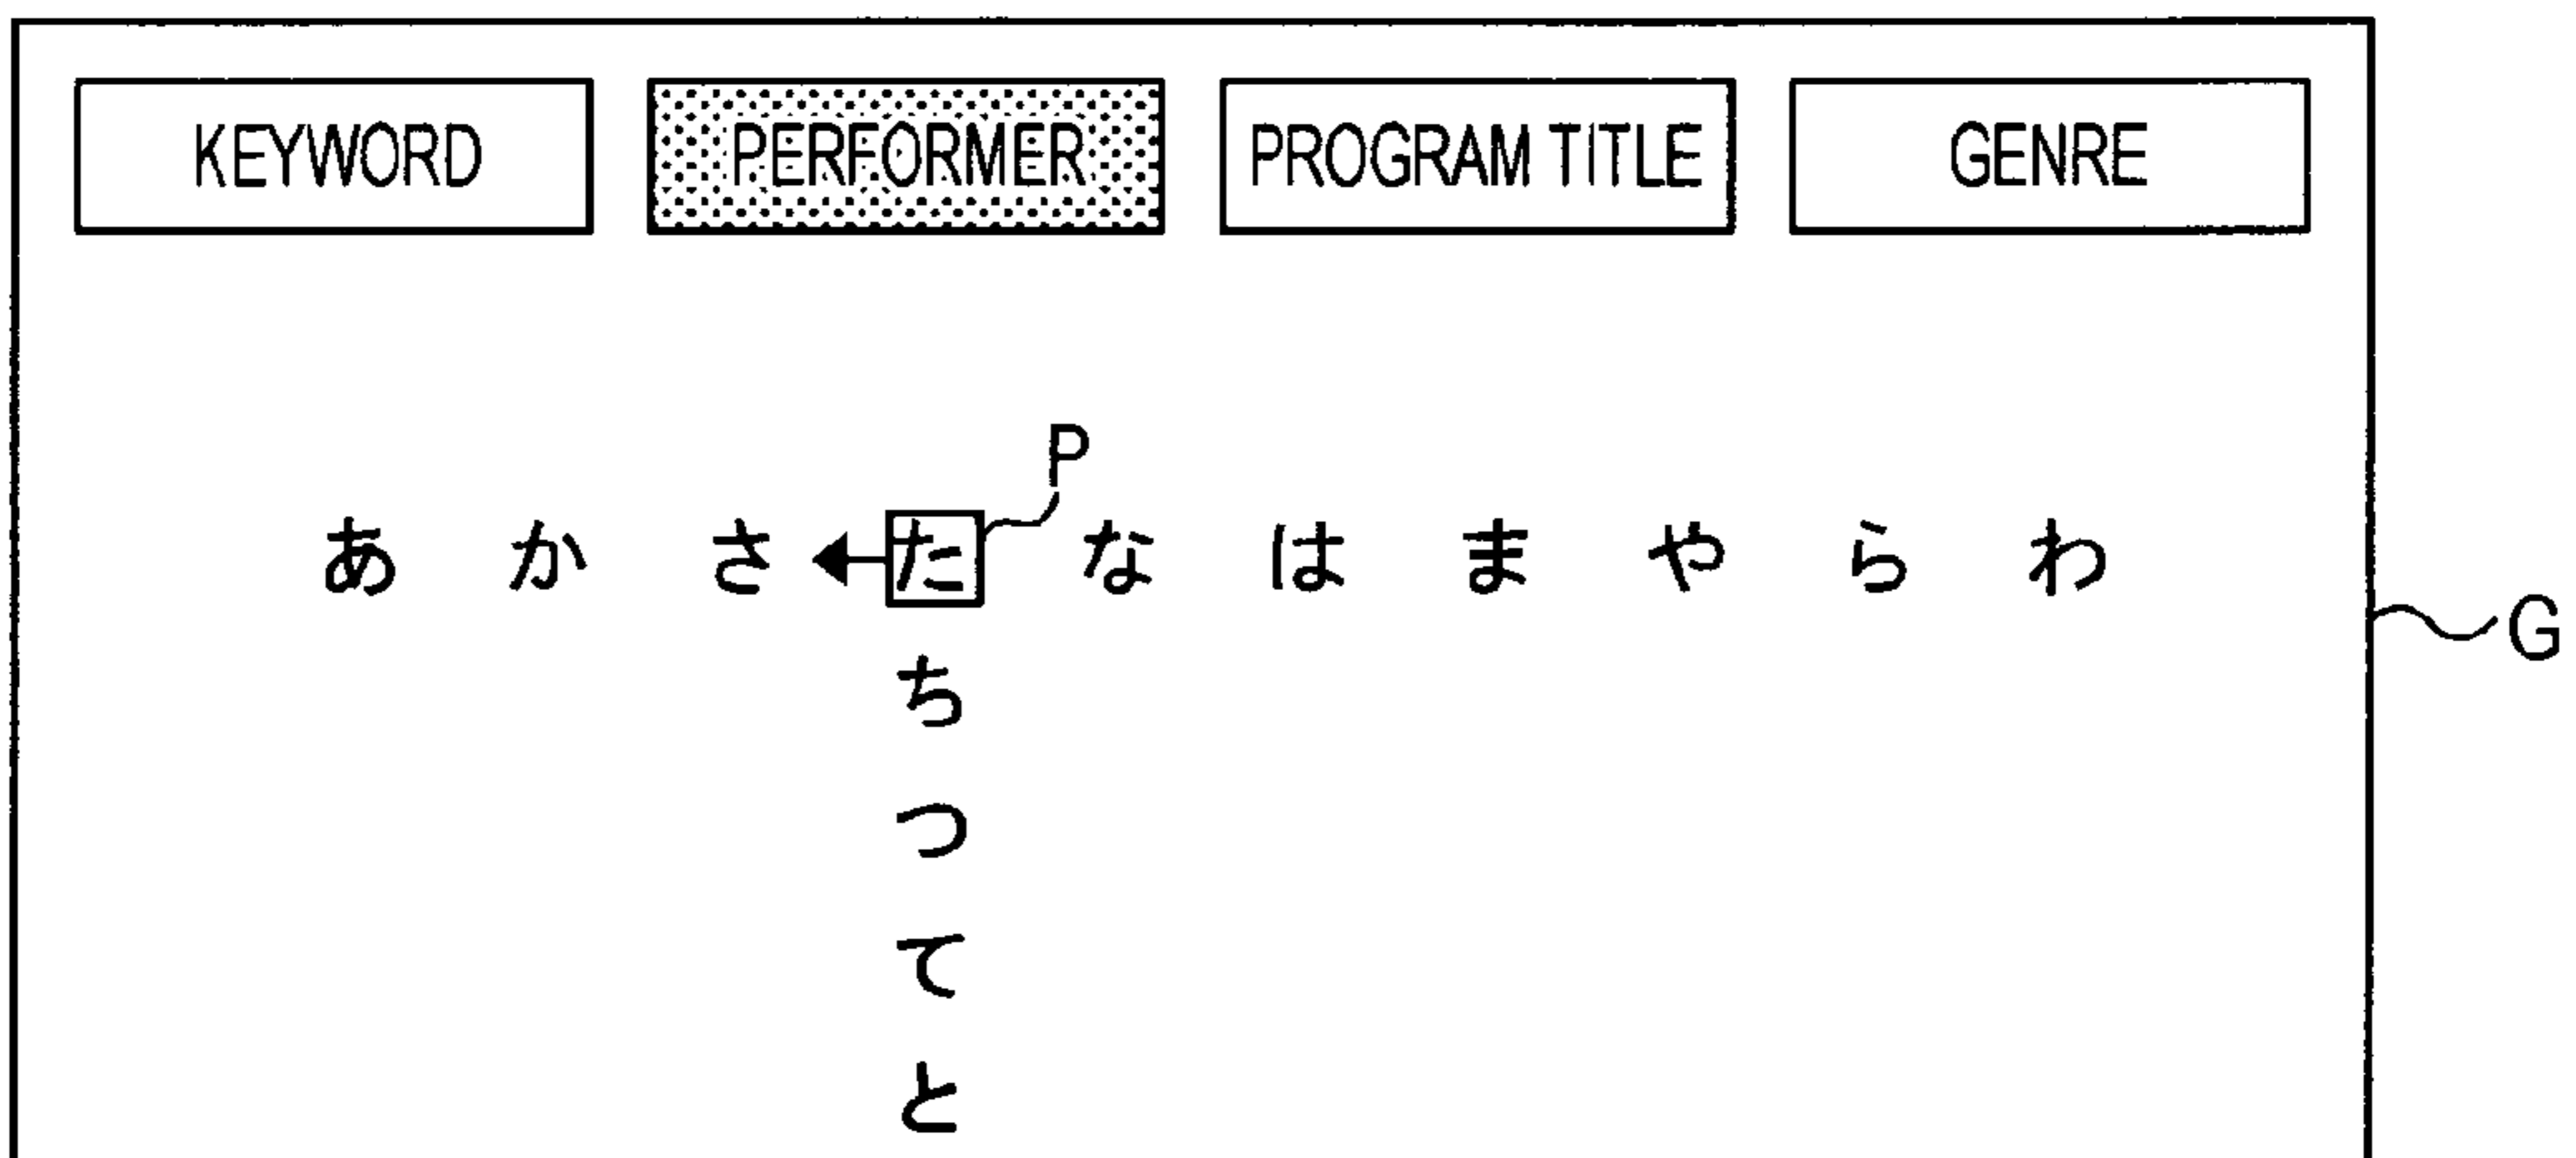 KEYWORD PERFORMER PROGRAM TITLE GENRE
P
あ か さ た な は ま や ら わ
G
ち
つ
て
と